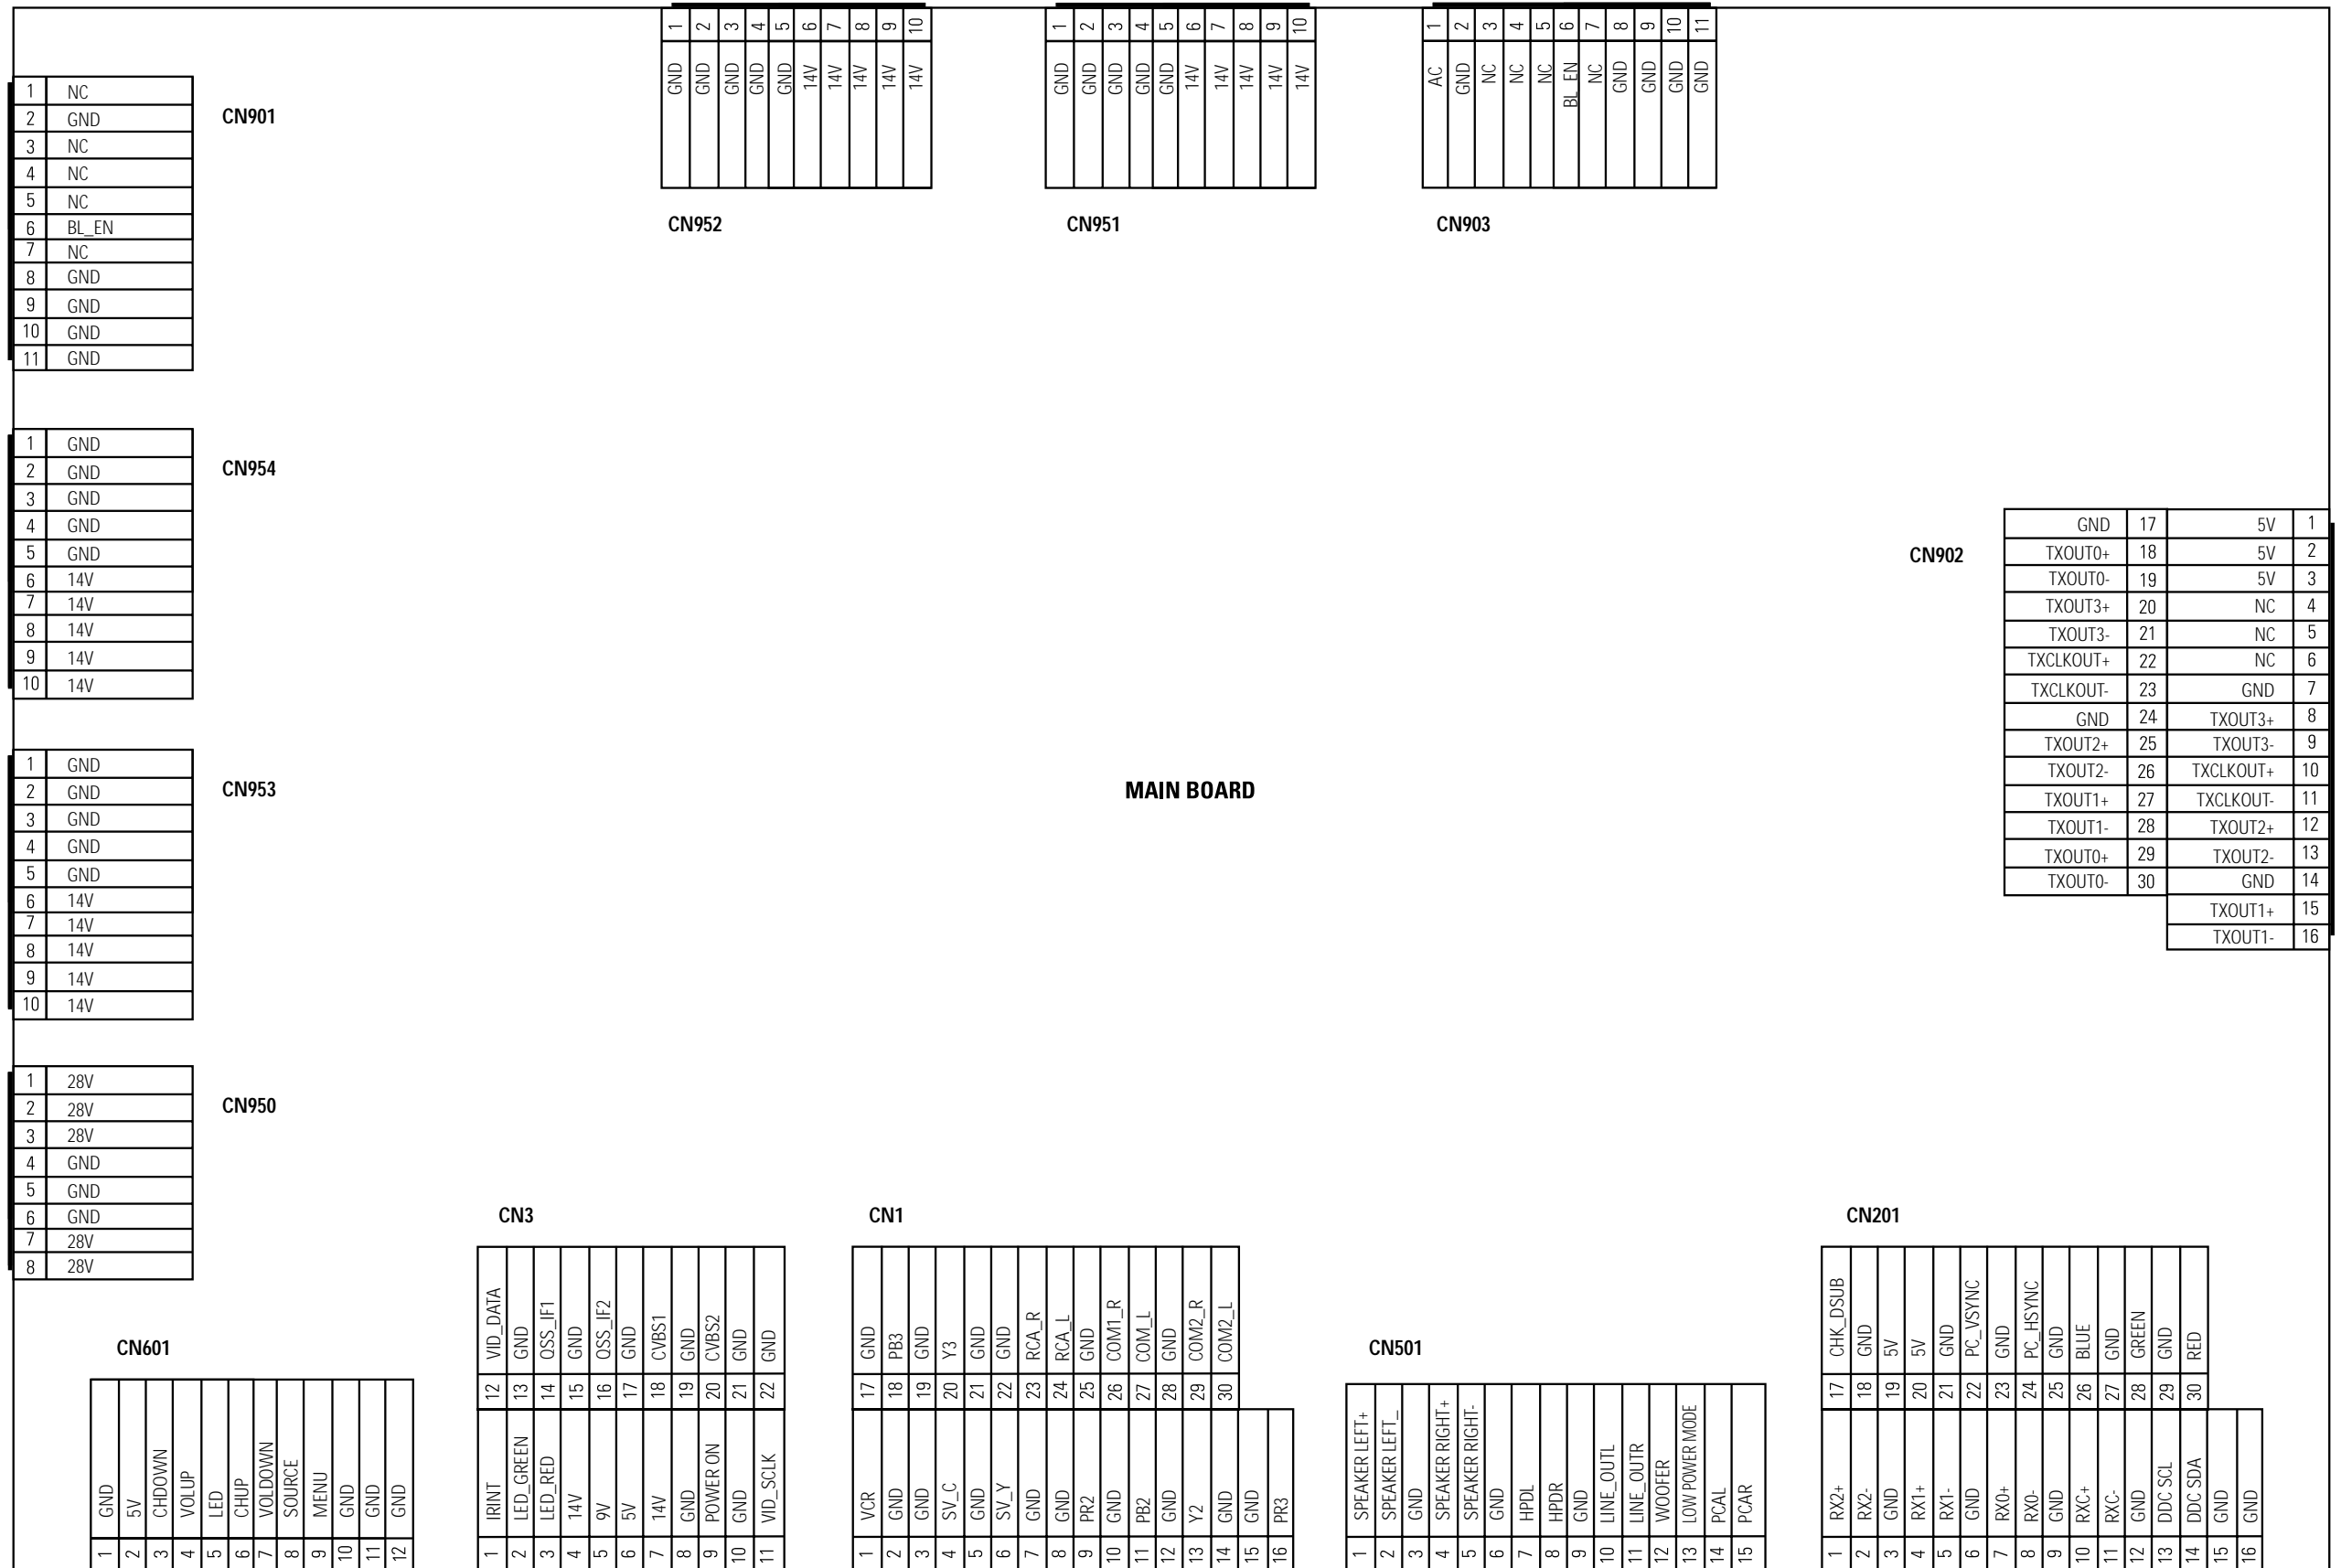 1 2 3 4 5 6 7 8 9 10
GND GND GND GND GND 14V 14V 14V 14V 14V
CN952
1 2 3 4 5 6 7 8 9 10
GND GND GND GND GND 14V 14V 14V 14V 14V
CN951
1 2 3 4 5 6 7 8 9 10 11
AC GND NC NC NC BL_EN NC GND GND GND GND
CN903
CN901
1 NC
2 GND
3 NC
4 NC
5 NC
6 BL_EN
7 NC
8 GND
9 GND
10 GND
11 GND
CN954
1 GND
2 GND
3 GND
4 GND
5 GND
6 14V
7 14V
8 14V
9 14V
10 14V
CN902
GND 17 5V 1
TXOUT0+ 18 5V 2
TXOUT0- 19 5V 3
TXOUT3+ 20 NC 4
TXOUT3- 21 NC 5
TXCLKOUT+ 22 NC 6
TXCLKOUT- 23 GND 7
GND 24 TXOUT3+ 8
TXOUT2+ 25 TXOUT3- 9
TXOUT2- 26 TXCLKOUT+ 10
TXOUT1+ 27 TXCLKOUT- 11
TXOUT1- 28 TXOUT2+ 12
TXOUT0+ 29 TXOUT2- 13
TXOUT0- 30 GND 14
TXOUT1+ 15
TXOUT1- 16
CN953
1 GND
2 GND
3 GND
4 GND
5 GND
6 14V
7 14V
8 14V
9 14V
10 14V
MAIN BOARD
CN950
1 28V
2 28V
3 28V
4 GND
5 GND
6 GND
7 28V
8 28V
CN601
GND 5V CHDOWN VOLUP LED CHUP VOLDOWN SOURCE MENU GND GND GND
1 2 3 4 5 6 7 8 9 10 11 12
CN3
VID_DATA GND QSS_IF1 GND QSS_IF2 GND CVBS1 GND CVBS2 GND GND
12 13 14 15 16 17 18 19 20 21 22
IRINT LED_GREEN LED_RED 14V 9V 5V 14V GND POWER ON GND VID_SCLK
1 2 3 4 5 6 7 8 9 10 11
CN1
GND PB3 GND Y3 GND GND RCA_R RCA_L GND COM1_R COM_L GND COM2_R COM2_L
17 18 19 20 21 22 23 24 25 26 27 28 29 30
VCR GND GND SV_C GND SV_Y GND GND PR2 GND PB2 GND Y2 GND GND PR3
1 2 3 4 5 6 7 8 9 10 11 12 13 14 15 16
CN501
SPEAKER LEFT+ SPEAKER LEFT_ GND SPEAKER RIGHT+ SPEAKER RIGHT- GND HPDL HPDR GND LINE_OUTL LINE_OUTR WOOFER LOW POWER MODE PCAL PCAR
1 2 3 4 5 6 7 8 9 10 11 12 13 14 15
CN201
CHK_DSUB GND 5V 5V GND PC_VSYNC GND PC_HSYNC GND BLUE GND GREEN GND RED
17 18 19 20 21 22 23 24 25 26 27 28 29 30
RX2+ RX2- GND RX1+ RX1- GND RX0+ RX0- GND RXC+ RXC- GND DDC SCL DDC SDA GND GND
1 2 3 4 5 6 7 8 9 10 11 12 13 14 15 16